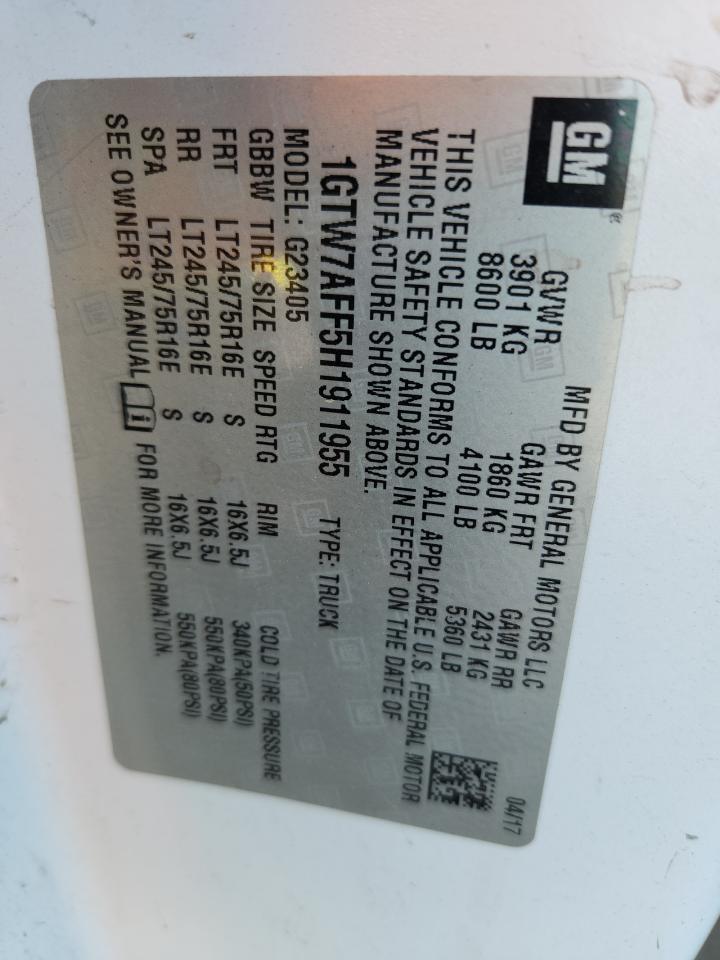 GM
MFD BY GENERAL MOTORS LLC 04/17
GVWR GAWR FRT GAWR RR
3901 KG 1860 KG 2431 KG
8600 LB 4100 LB 5360 LB
THIS VEHICLE CONFORMS TO ALL APPLICABLE U.S. FEDERAL MOTOR
VEHICLE SAFETY STANDARDS IN EFFECT ON THE DATE OF
MANUFACTURE SHOWN ABOVE.
1GTW7AFF5H1911955 TYPE: TRUCK
MODEL: G23405
GBBW TIRE SIZE SPEED RTG RIM COLD TIRE PRESSURE
FRT LT245/75R16E S 16X6.5J 340KPA(50PSI)
RR LT245/75R16E S 16X6.5J 550KPA(80PSI)
SPA LT245/75R16E S 16X6.5J 550KPA(80PSI)
SEE OWNER'S MANUAL FOR MORE INFORMATION.